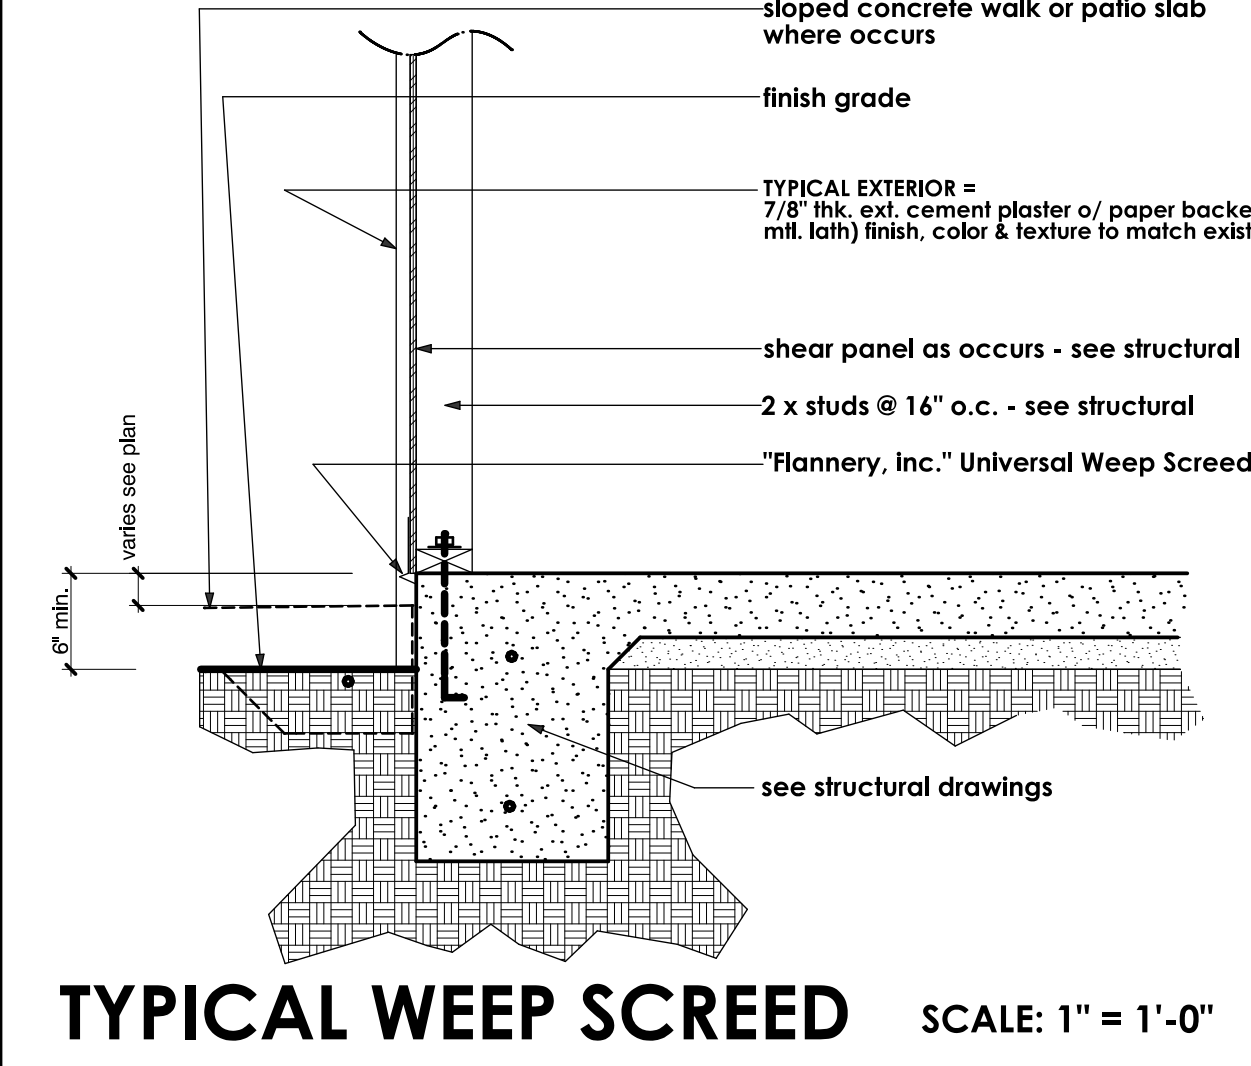 sloped concrete walk or patio slab
where occurs
finish grade
TYPICAL EXTERIOR =
7/8" thk. ext. cement plaster o/ paper backe
mtl. lath) finish, color & texture to match exist
shear panel as occurs - see structural
2 x studs @ 16" o.c. - see structural
"Flannery, inc." Universal Weep Screed
varies see plan
6" min.
see structural drawings
TYPICAL WEEP SCREED
SCALE: 1" = 1'-0"